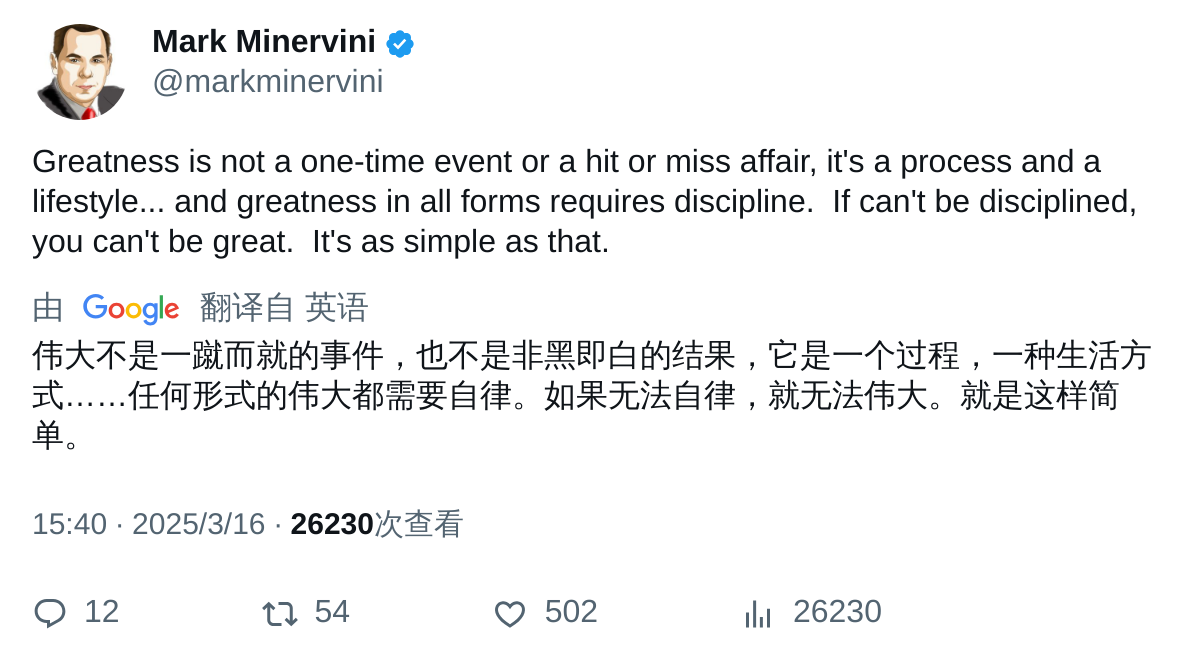 Mark Minervini
@markminervini
Greatness is not a one-time event or a hit or miss affair, it's a process and a
lifestyle... and greatness in all forms requires discipline.  If can't be disciplined,
you can't be great.  It's as simple as that.
由 Google 翻译自 英语
伟大不是一蹴而就的事件，也不是非黑即白的结果，它是一个过程，一种生活方
式……任何形式的伟大都需要自律。如果无法自律，就无法伟大。就是这样简
单。
15:40 · 2025/3/16 · 26230次查看
12 54 502 26230